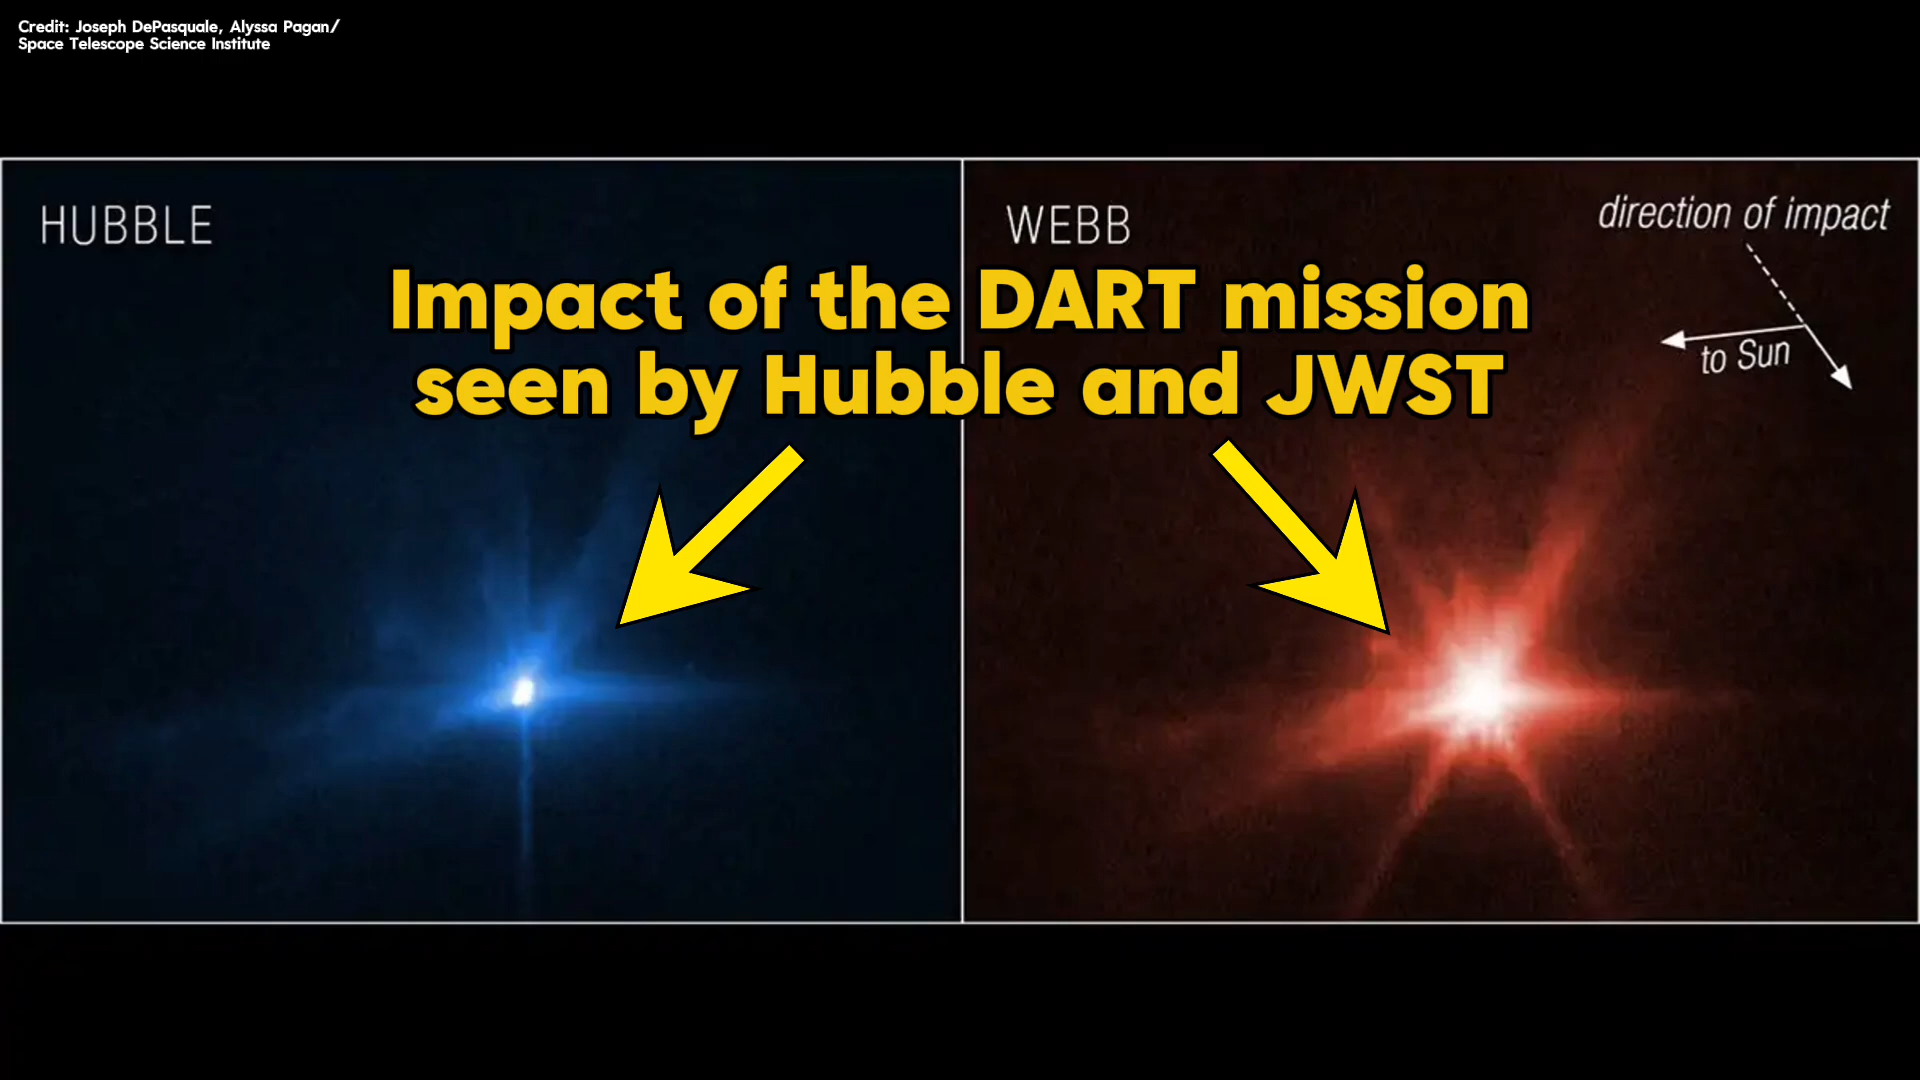 Credit: Joseph DePasquale, Alyssa Pagan/
Space Telescope Science Institute
HUBBLE
WEBB
direction of impact
to Sun
Impact of the DART mission
seen by Hubble and JWST